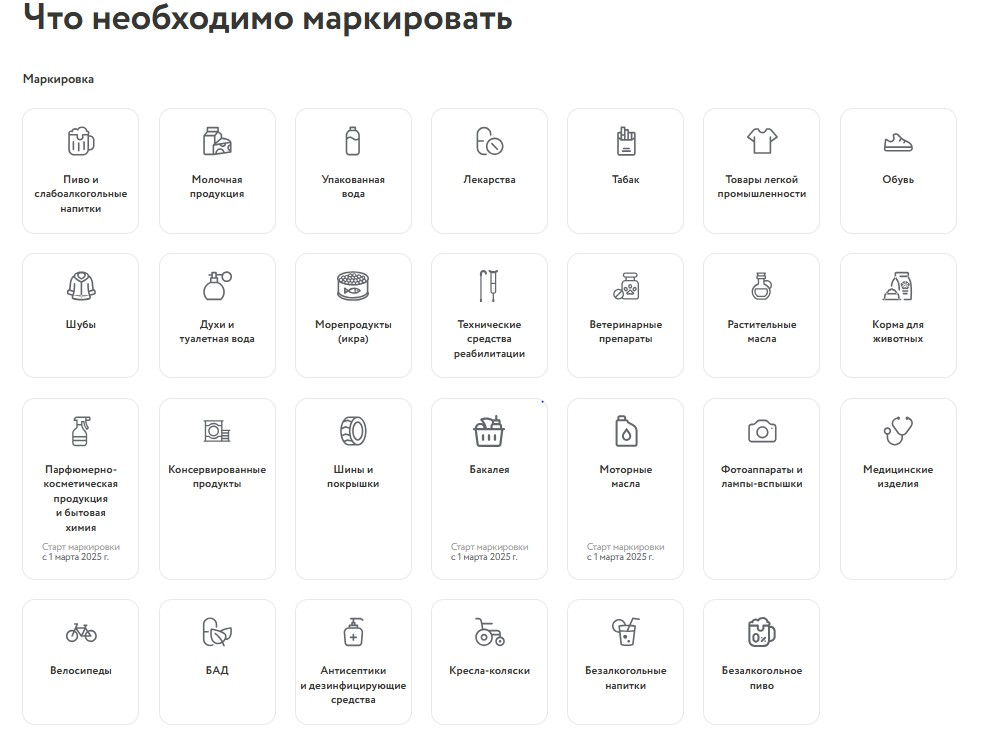 Что необходимо маркировать
Маркировка
Пиво и
слабоалкогольные
напитки
Молочная
продукция
Упакованная
вода
Лекарства
Табак
Товары легкой
промышленности
Обувь
Шубы
Духи и
туалетная вода
Морепродукты
(икра)
Технические
средства
реабилитации
Ветеринарные
препараты
Растительные
масла
Корма для
животных
Парфюмерно-
косметическая
продукция
и бытовая
химия
Старт маркировки
с 1 марта 2025 г.
Консервированные
продукты
Шины и
покрышки
Бакалея
Старт маркировки
с 1 марта 2025 г.
Моторные
масла
Старт маркировки
с 1 марта 2025 г.
Фотоаппараты и
лампы-вспышки
Медицинские
изделия
Велосипеды
БАД
Антисептики
и дезинфицирующие
средства
Кресла-коляски
Безалкогольные
напитки
0%
Безалкогольное
пиво